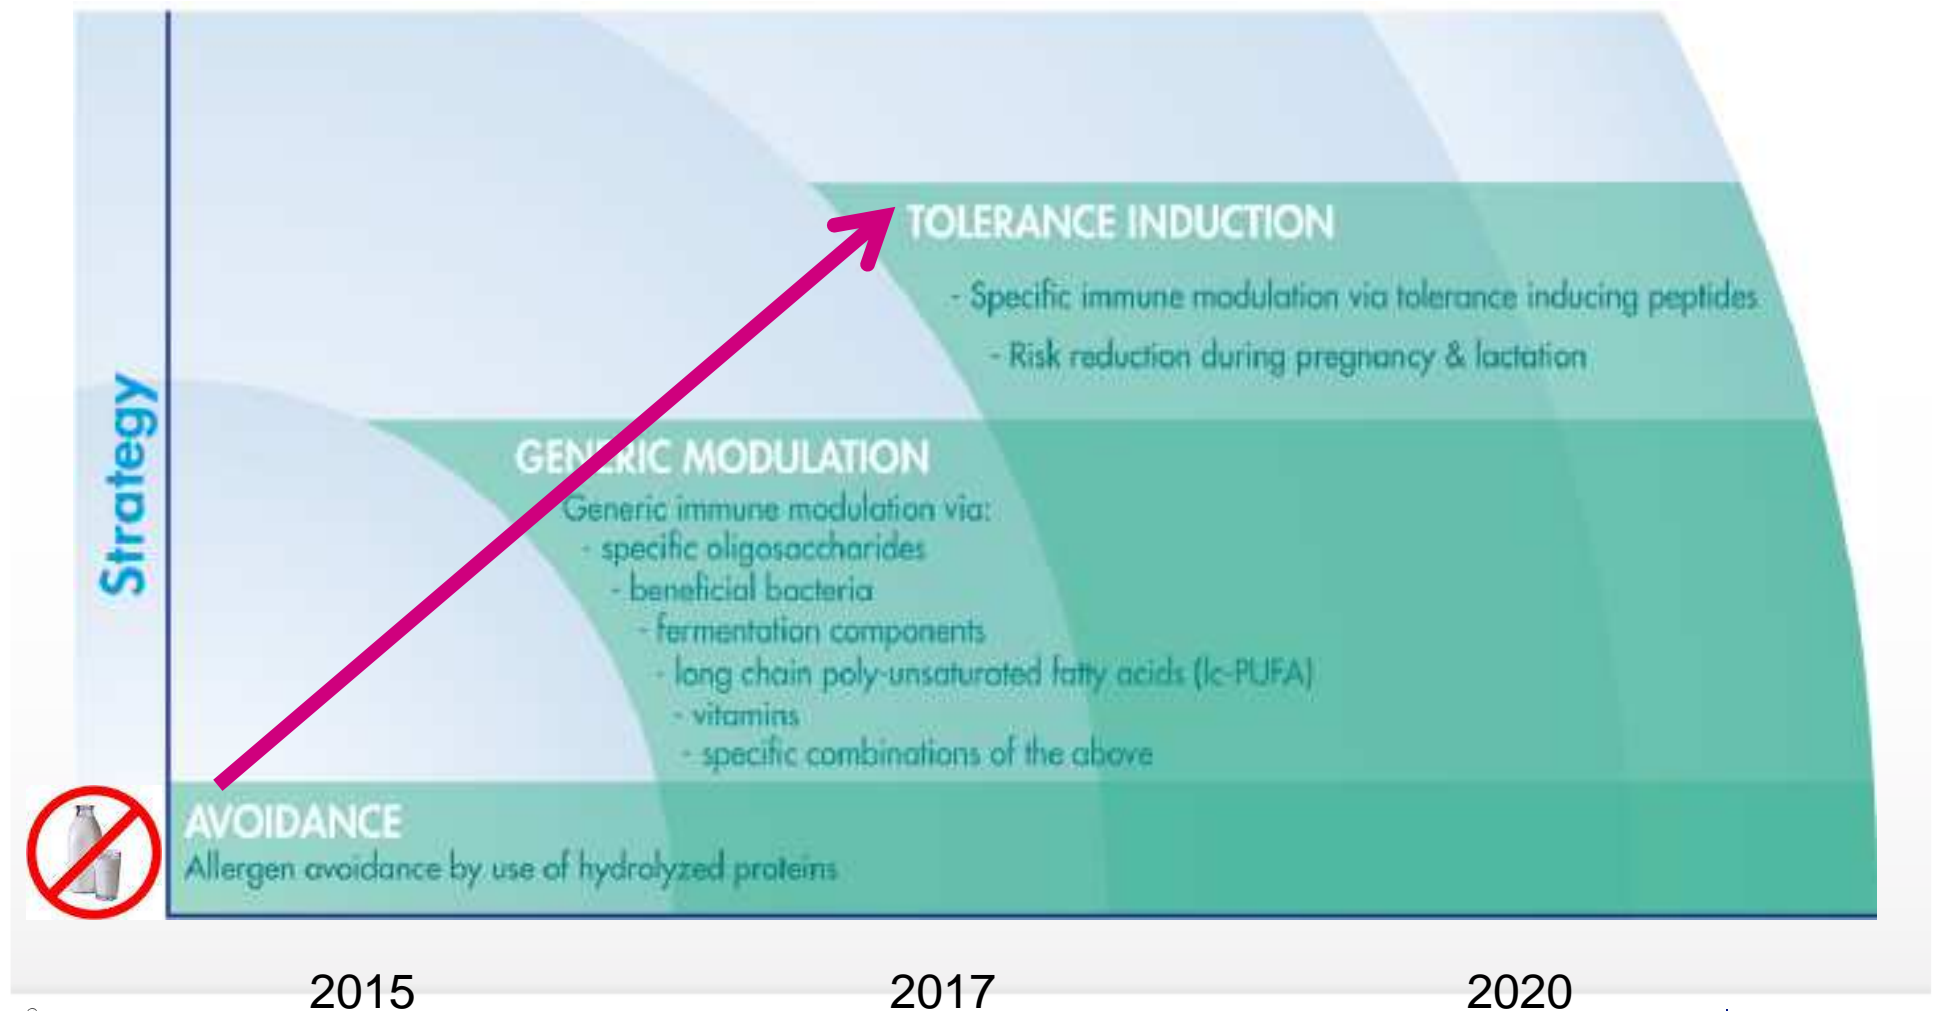 Strategy
TOLERANCE INDUCTION
- Specific immune modulation via tolerance inducing peptides
- Risk reduction during pregnancy & lactation
GENERIC MODULATION
Generic immune modulation via:
- specific oligosaccharides
- beneficial bacteria
- fermentation components
- long chain poly-unsaturated fatty acids (lc-PUFA)
- vitamins
- specific combinations of the above
AVOIDANCE
Allergen avoidance by use of hydrolyzed proteins
2015 2017 2020